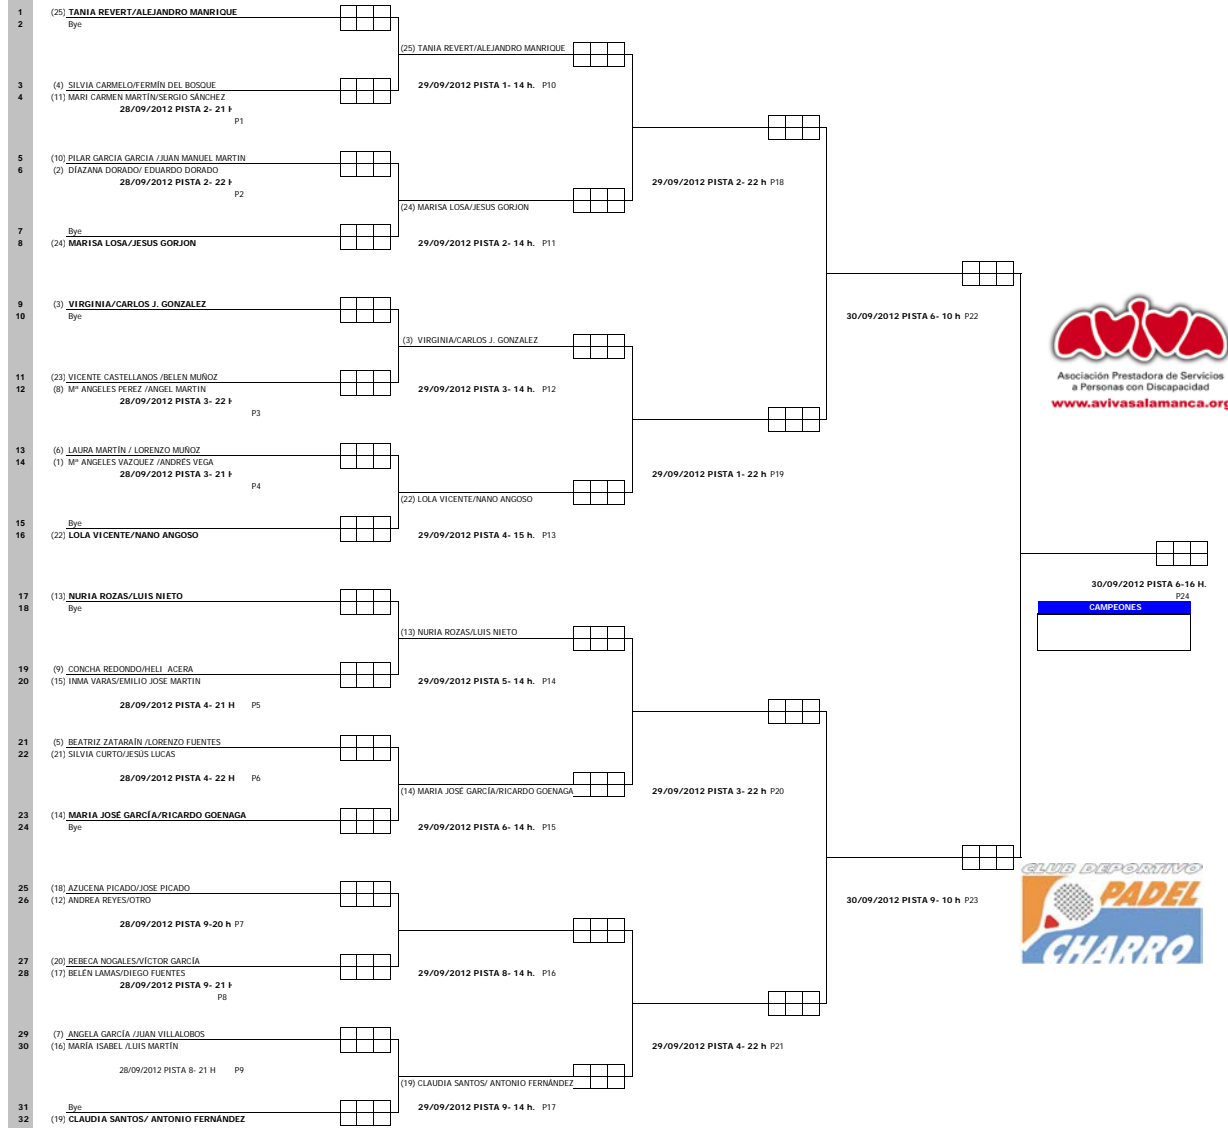 1 (25) TANIA REVERT/ALEJANDRO MANRIQUE
2 Bye
(25) TANIA REVERT/ALEJANDRO MANRIQUE
3 (4) SILVIA CARMELO/FERMÍN DEL BOSQUE
29/09/2012 PISTA 1- 14 h. P10
4 (11) MARI CARMEN MARTÍN/SERGIO SÁNCHEZ
28/09/2012 PISTA 2- 21 H
P1
5 (10) PILAR GARCIA GARCIA /JUAN MANUEL MARTIN
6 (2) DÍAZANA DORADO/ EDUARDO DORADO
28/09/2012 PISTA 2- 22 H
29/09/2012 PISTA 2- 22 h P18
P2
(24) MARISA LOSA/JESUS GORJON
7 Bye
8 (24) MARISA LOSA/JESUS GORJON
29/09/2012 PISTA 2- 14 h. P11
9 (3) VIRGINIA/CARLOS J. GONZALEZ
10 Bye
30/09/2012 PISTA 6- 10 h P22
(3) VIRGINIA/CARLOS J. GONZALEZ
AVIVA
Asociación Prestadora de Servicios
a Personas con Discapacidad
www.avivasalamanca.org
11 (23) VICENTE CASTELLANOS /BELEN MUÑOZ
12 (8) Mª ANGELES PEREZ /ANGEL MARTIN
29/09/2012 PISTA 3- 14 h. P12
28/09/2012 PISTA 3- 22 H
P3
13 (6) LAURA MARTÍN / LORENZO MUÑOZ
14 (1) Mª ANGELES VAZQUEZ /ANDRÉS VEGA
28/09/2012 PISTA 3- 21 H
29/09/2012 PISTA 1- 22 h P19
P4
(22) LOLA VICENTE/NANO ANGOSO
15 Bye
16 (22) LOLA VICENTE/NANO ANGOSO
29/09/2012 PISTA 4- 15 h. P13
30/09/2012 PISTA 6-16 H.
P24
CAMPEONES
17 (13) NURIA ROZAS/LUIS NIETO
18 Bye
(13) NURIA ROZAS/LUIS NIETO
19 (9) CONCHA REDONDO/HELI ACERA
20 (15) INMA VARAS/EMILIO JOSE MARTIN
29/09/2012 PISTA 5- 14 h. P14
28/09/2012 PISTA 4- 21 H P5
21 (5) BEATRIZ ZATARAÍN /LORENZO FUENTES
22 (21) SILVIA CURTO/JESÚS LUCAS
28/09/2012 PISTA 4- 22 H P6
(14) MARIA JOSÉ GARCÍA/RICARDO GOENAGA
29/09/2012 PISTA 3- 22 h P20
23 (14) MARIA JOSÉ GARCÍA/RICARDO GOENAGA
24 Bye
29/09/2012 PISTA 6- 14 h. P15
25 (18) AZUCENA PICADO/JOSE PICADO
26 (12) ANDREA REYES/OTRO
30/09/2012 PISTA 9- 10 h P23
CLUB DEPORTIVO
PADEL
CHARRO
28/09/2012 PISTA 9-20 h P7
27 (20) REBECA NOGALES/VÍCTOR GARCÍA
28 (17) BELÉN LAMAS/DIEGO FUENTES
29/09/2012 PISTA 8- 14 h. P16
28/09/2012 PISTA 9- 21 H
P8
29 (7) ANGELA GARCÍA /JUAN VILLALOBOS
30 (16) MARÍA ISABEL /LUIS MARTÍN
29/09/2012 PISTA 4- 22 h P21
28/09/2012 PISTA 8- 21 H P9
(19) CLAUDIA SANTOS/ ANTONIO FERNÁNDEZ
31 Bye
29/09/2012 PISTA 9- 14 h. P17
32 (19) CLAUDIA SANTOS/ ANTONIO FERNÁNDEZ